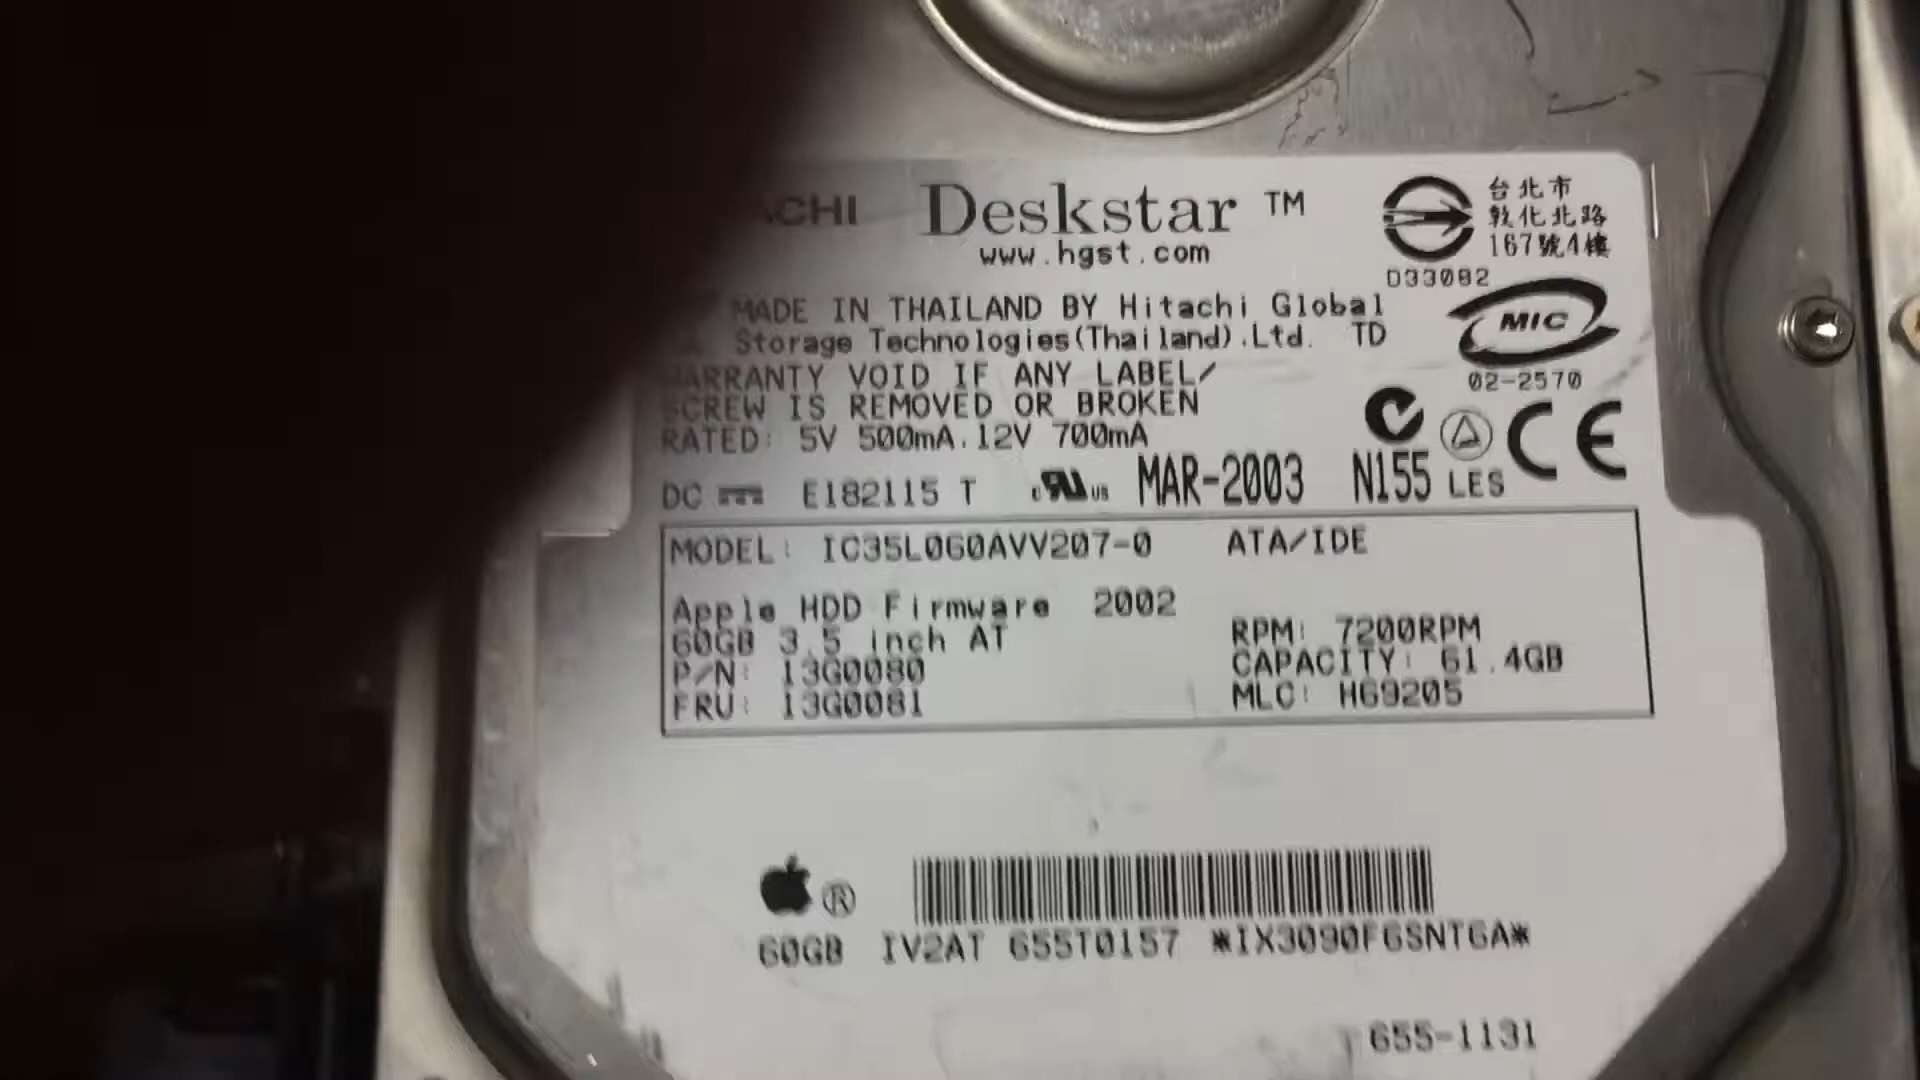 ACHI Deskstar ™
www.hgst.com
台北市
敦化北路
167號4樓
D33082
MADE IN THAILAND BY Hitachi Global
Storage Technologies(Thailand).Ltd. TD
MIC
02-2570
WARRANTY VOID IF ANY LABEL/
SCREW IS REMOVED OR BROKEN
RATED: 5V 500mA.12V 700mA
CE
DC E182115 T c RU US MAR-2003 N155 LES
MODEL: IC35L060AVV207-0 ATA/IDE
Apple HDD Firmware 2002
60GB 3.5 inch AT
RPM: 7200RPM
P/N: 13G0080
CAPACITY: 61.4GB
FRU: 13G0081
MLC: H69205
®
60GB IV2AT 655T0157 *IX3090F6SNT6A*
655-1131